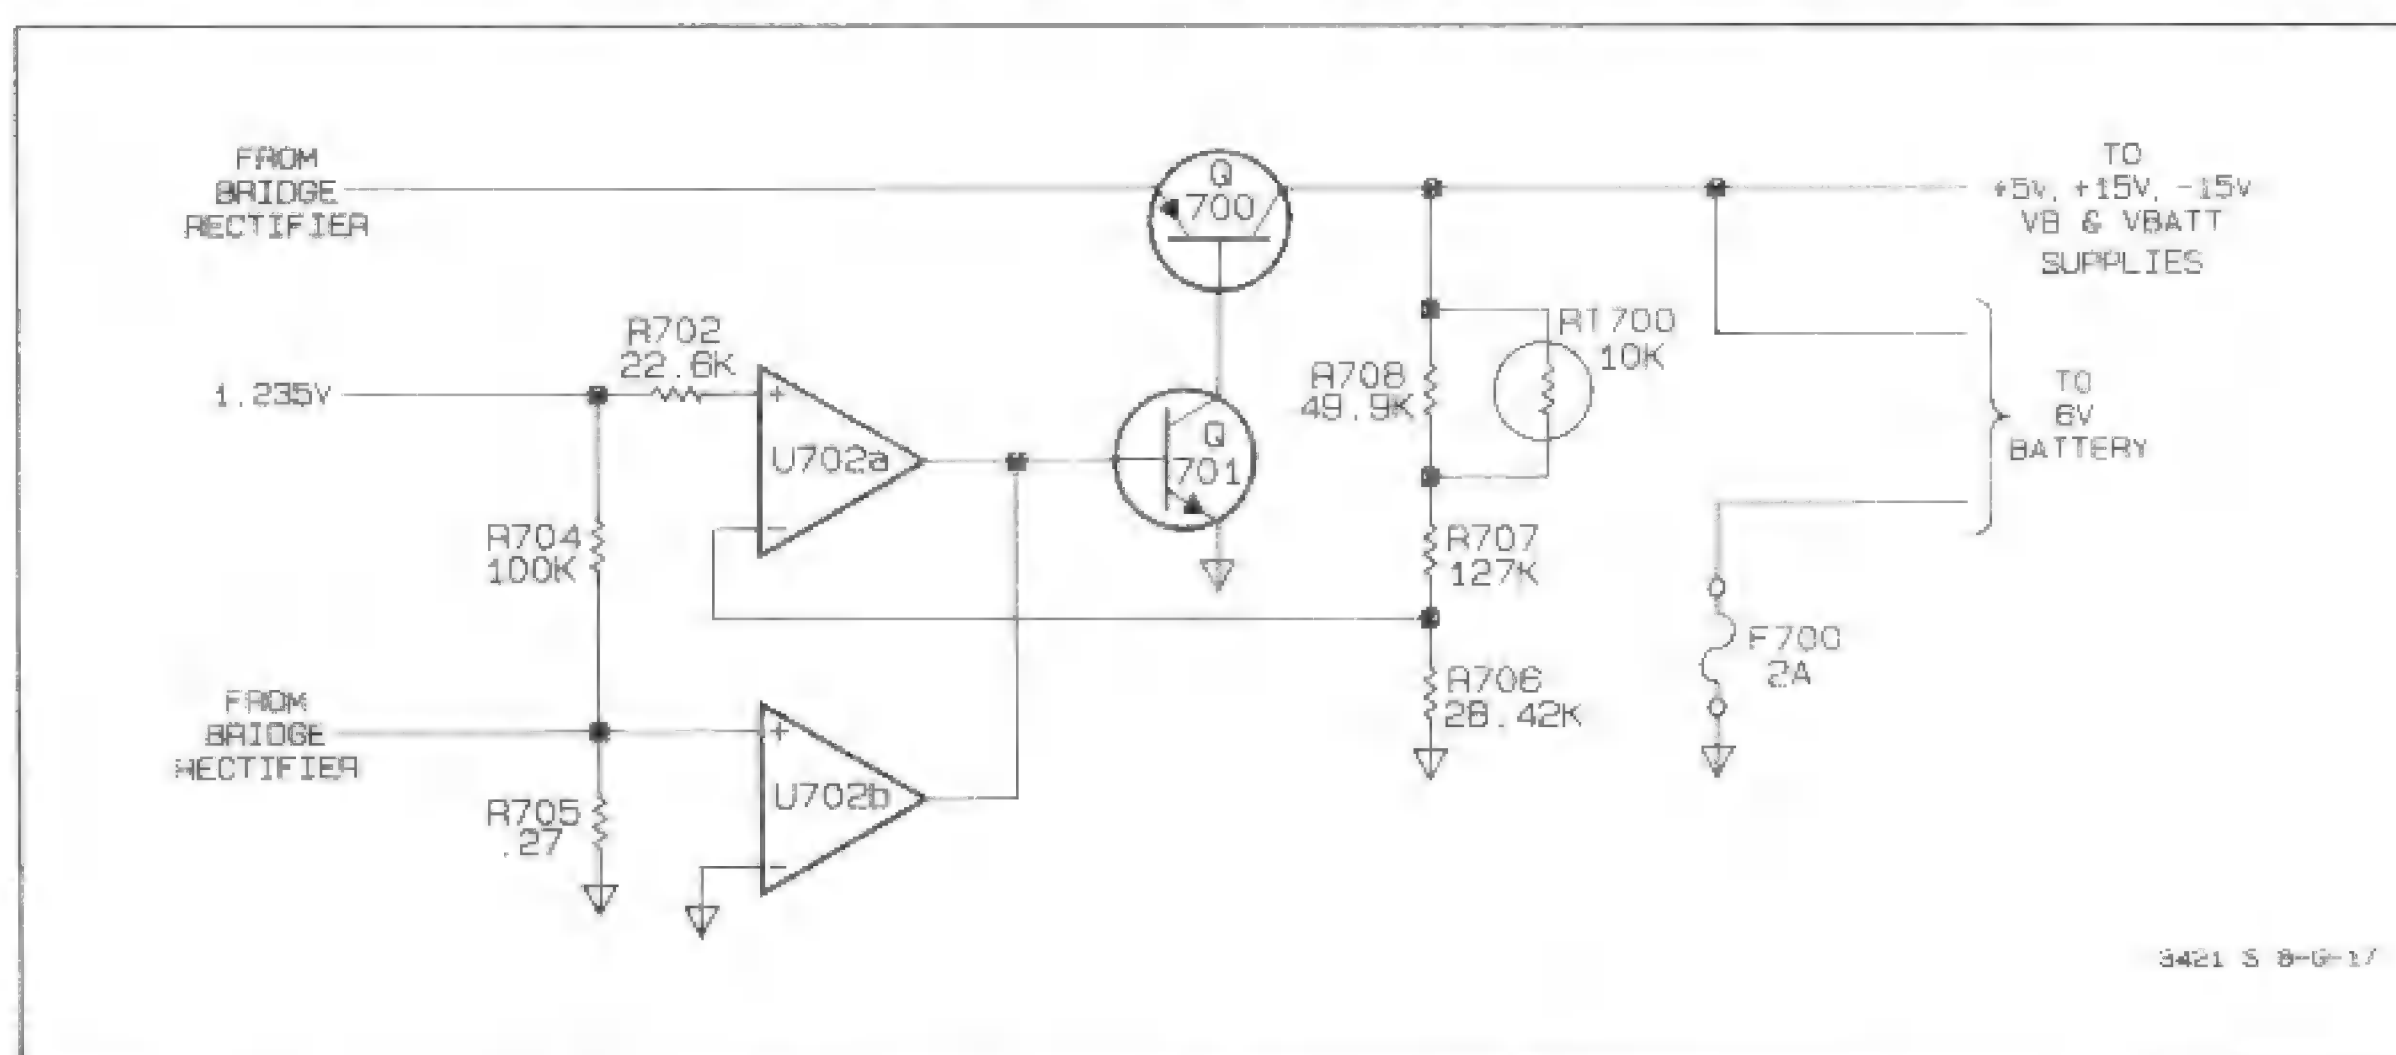 FROM
BRIDGE
RECTIFIER
Q
700
TO
+5V, +15V, -15V
VB & VBATT
SUPPLIES
R702
22.6K
1.235V
+
U702a
-
Q
701
R708
49.9K
RT700
10K
TO
6V
BATTERY
R704
100K
R707
127K
FROM
BRIDGE
RECTIFIER
+
U702b
-
R705
.27
R706
28.42K
F700
2A
3421 S 8-G-17